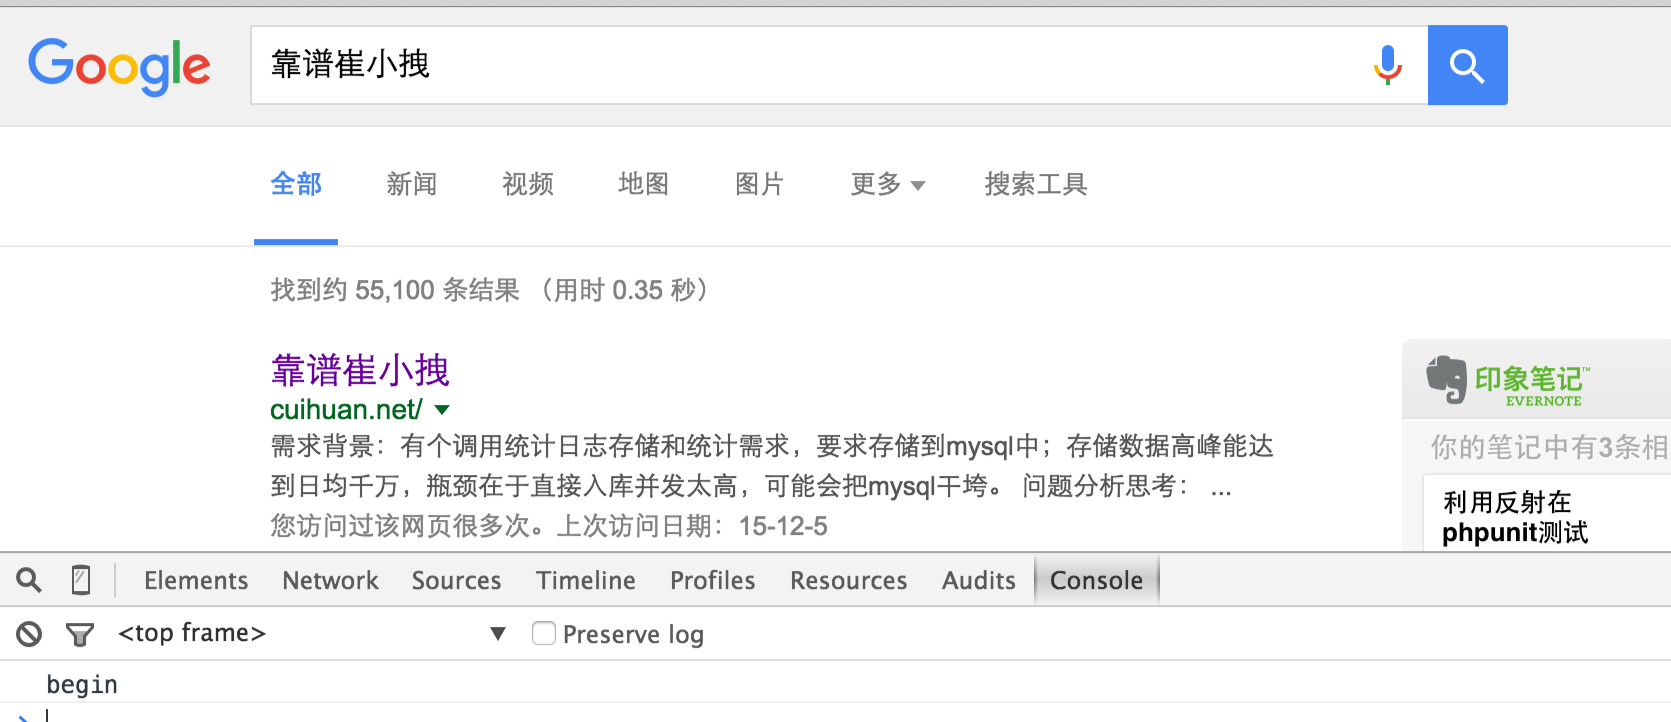 Google
靠谱崔小拽
全部 新闻 视频 地图 图片 更多 搜索工具
找到约 55,100 条结果 （用时 0.35 秒）
靠谱崔小拽
cuihuan.net/
需求背景：有个调用统计日志存储和统计需求，要求存储到mysql中；存储数据高峰能达
到日均千万，瓶颈在于直接入库并发太高，可能会把mysql干垮。 问题分析思考： ...
您访问过该网页很多次。上次访问日期：15-12-5
印象笔记™
EVERNOTE
你的笔记中有3条相
利用反射在
phpunit测试
Elements Network Sources Timeline Profiles Resources Audits Console
<top frame> Preserve log
begin